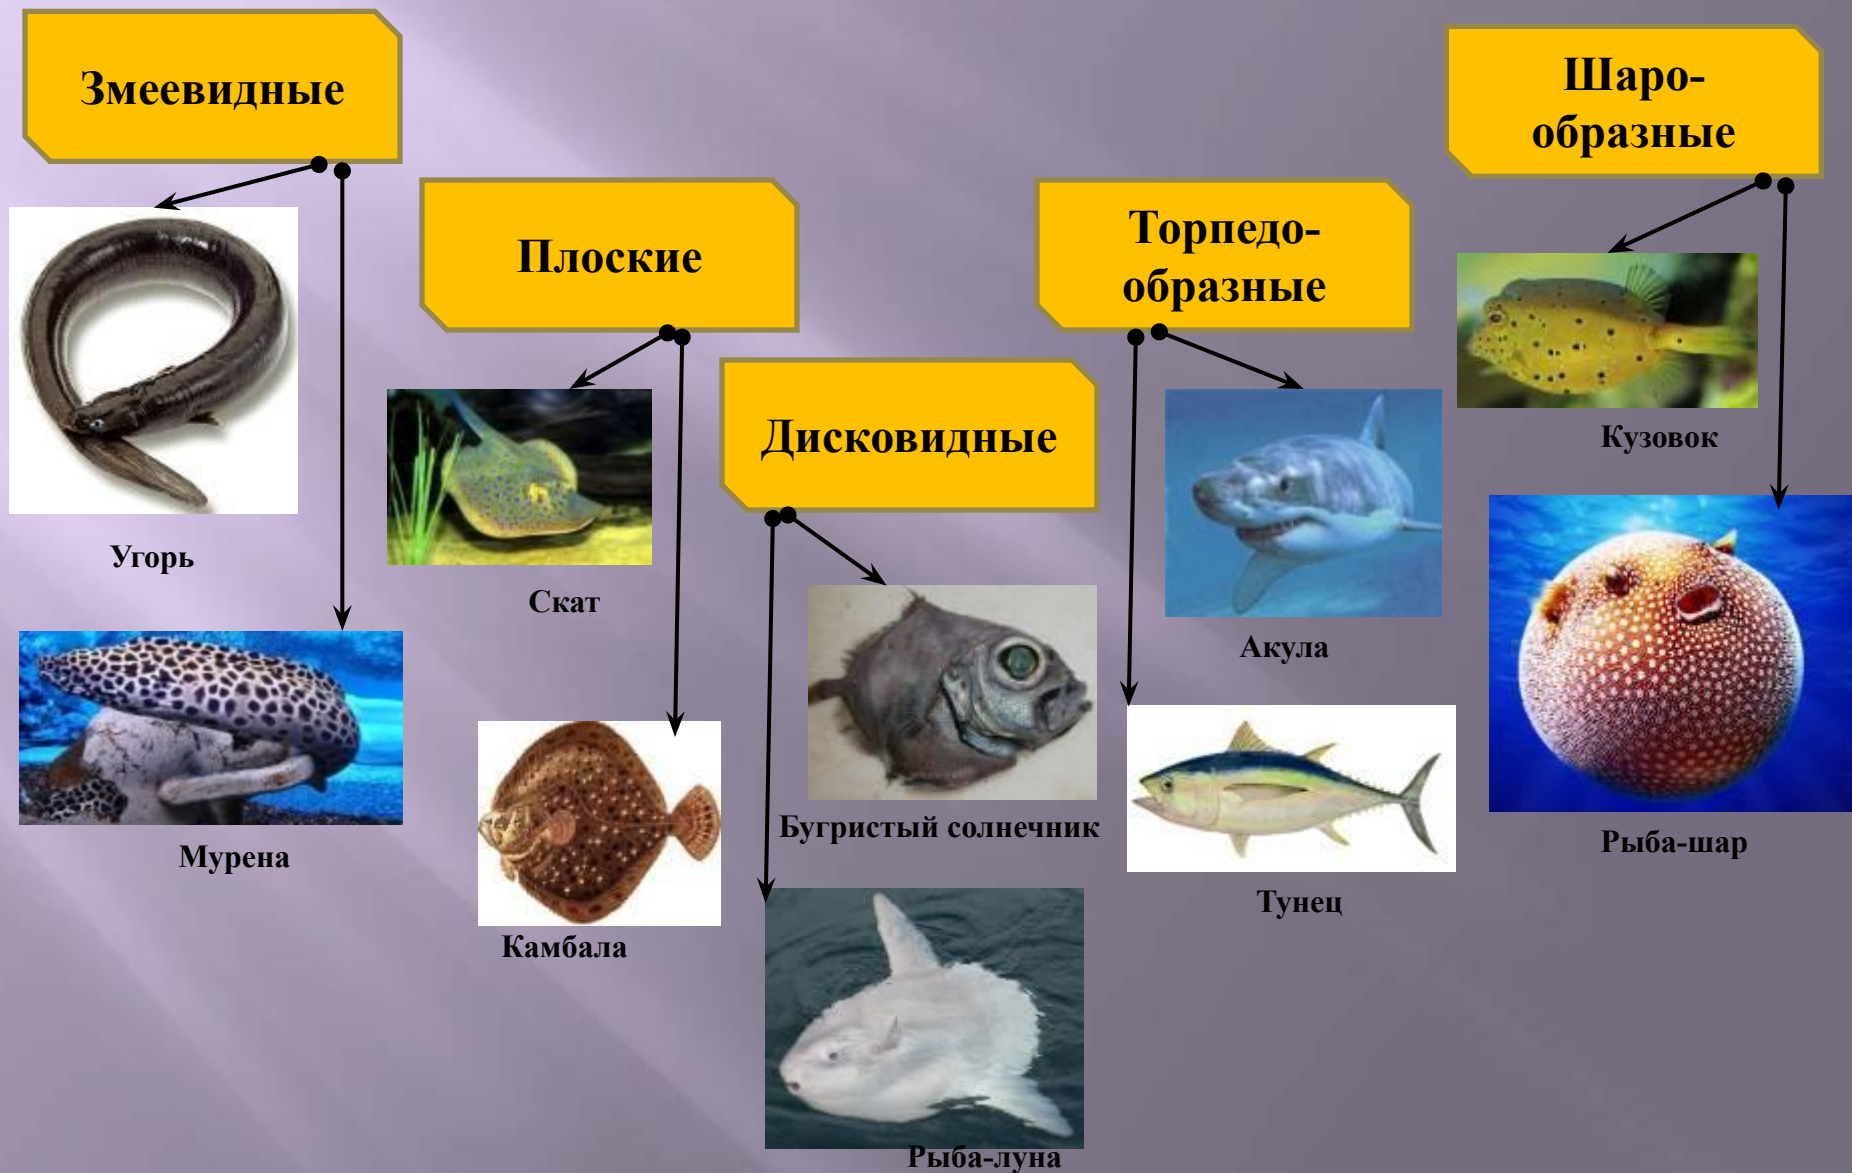 Змеевидные
Угорь
Мурена
Плоские
Скат
Камбала
Дисковидные
Бугристый солнечник
Рыба-луна
Торпедо-
образные
Акула
Тунец
Шаро-
образные
Кузовок
Рыба-шар